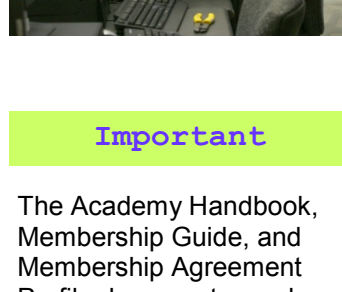 Important
The Academy Handbook,
Membership Guide, and
Membership Agreement